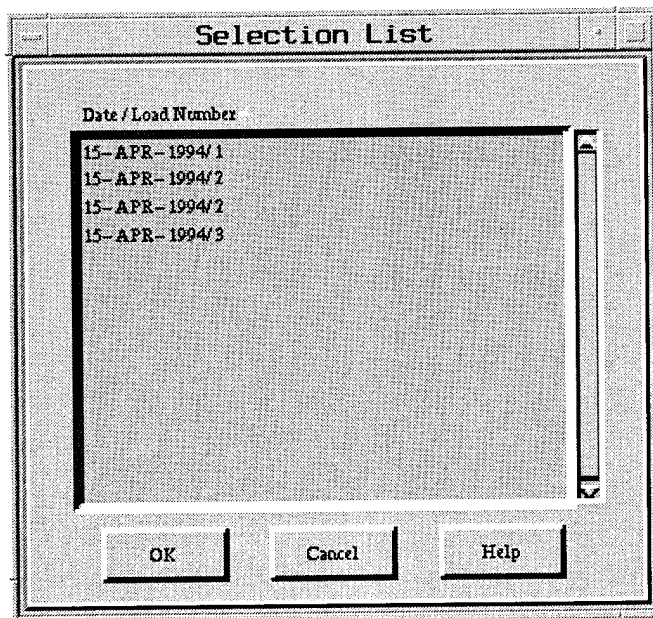 Selection List
Date / Load Number
15-APR-1994/1
15-APR-1994/2
15-APR-1994/2
15-APR-1994/3
OK Cancel Help